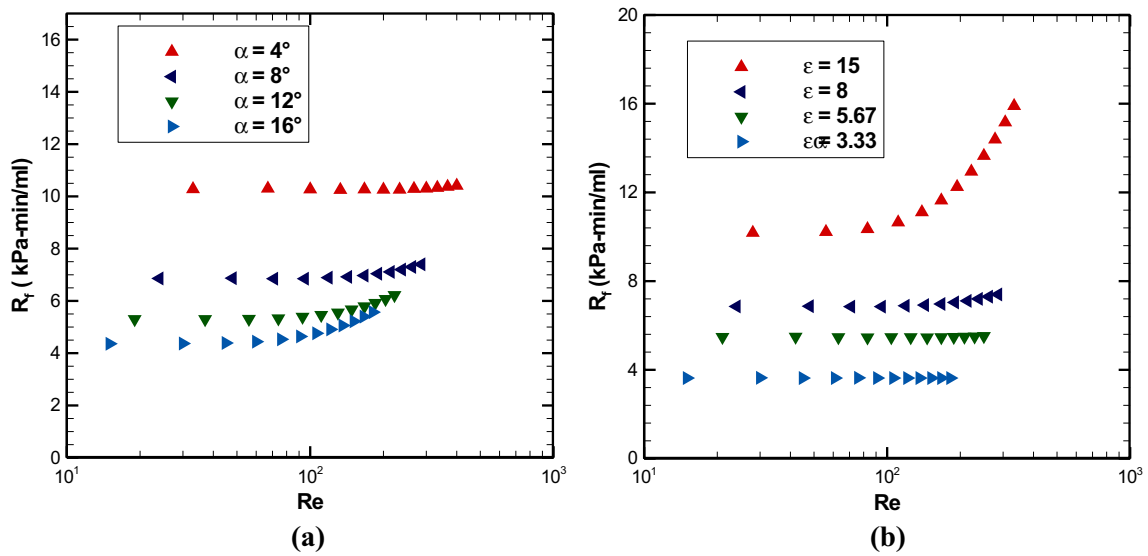 16
14
12
10
8
6
4
2
0
R_f ( kPa-min/ml)
α = 4°
α = 8°
α = 12°
α = 16°
10^1 10^2 10^3
Re
(a)
20
16
12
8
4
0
R_f (kPa-min/ml)
ε = 15
ε = 8
ε = 5.67
= 3.33
10^1 10^2 10^3
Re
(b)